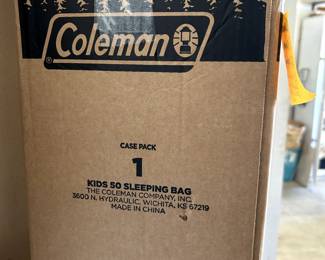 Coleman
CASE PACK
1
KIDS 50 SLEEPING BAG
THE COLEMAN COMPANY, INC.
3600 N. HYDRAULIC, WICHITA, KS 67219
MADE IN CHINA